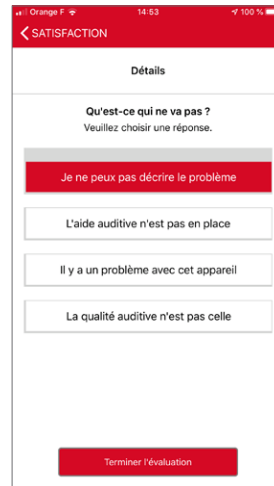 Orange F 14:53 100 %
SATISFACTION
Détails
Qu'est-ce qui ne va pas ?
Veuillez choisir une réponse.
Je ne peux pas décrire le problème
L'aide auditive n'est pas en place
Il y a un problème avec cet appareil
La qualité auditive n'est pas celle
Terminer l'évaluation